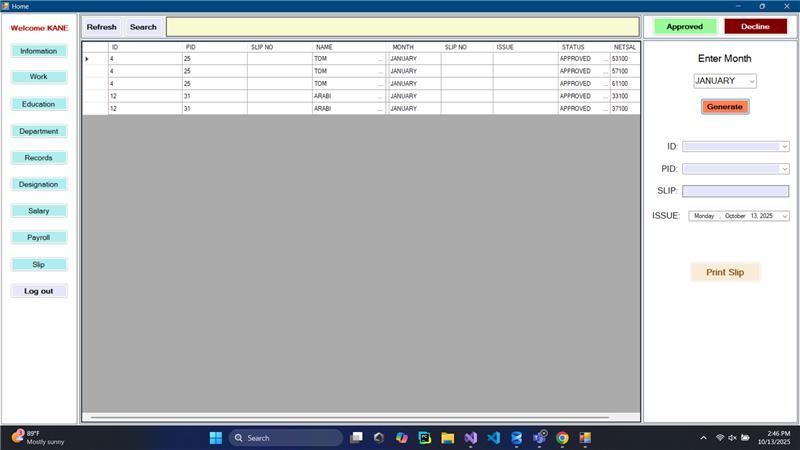 Home
Welcome KANE
Information
Work
Education
Department
Records
Designation
Salary
Payroll
Slip
Log out
Refresh Search
ID PID SLIP NO NAME MONTH SLIP NO ISSUE STATUS NETSAL
4 25 TOM ... JANUARY APPROVED ... 53100
4 25 TOM ... JANUARY APPROVED ... 57100
4 25 TOM ... JANUARY APPROVED ... 61100
12 31 ARABI ... JANUARY APPROVED ... 33100
12 31 ARABI ... JANUARY APPROVED ... 37100
Approved Decline
Enter Month
JANUARY
Generate
ID:
PID:
SLIP:
ISSUE: Monday , October 13, 2025
Print Slip
89°F
Mostly sunny
Search
2:46 PM
10/13/2025